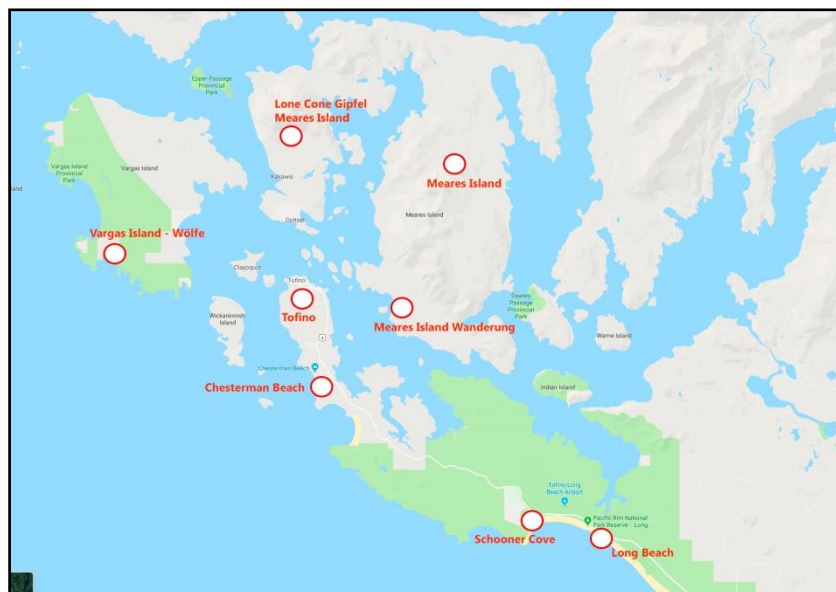 Epper Passage
Provincial
Park
Lone Cone Gipfel
Meares Island
Vargas Island
Provincial
Park
Vargas Island
Kakawis
Meares Island
Meares Island
Opitsat
Vargas Island - Wölfe
Clayoquot
Tofino
Tofino
Wickaninnish
Island
Meares Island Wanderung
Dawley
Passage
Provincial
Park
Warne Island
4
Chesterman Beach
Chesterman Beach
Indian Island
Tofino Long
Beach Airport
Pacific Rim National
Park Reserve - Long...
Schooner Cove
Long Beach